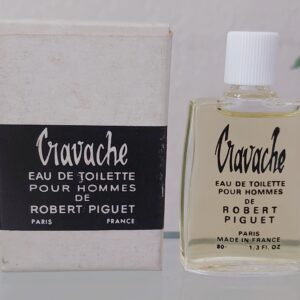 Cravache
EAU DE TOILETTE
POUR HOMMES
DE
ROBERT PIGUET
PARIS FRANCE
Cravache
EAU DE TOILETTE
POUR HOMMES
DE
ROBERT
PIGUET
PARIS
MADE IN FRANCE
80° 1.3 FL OZ